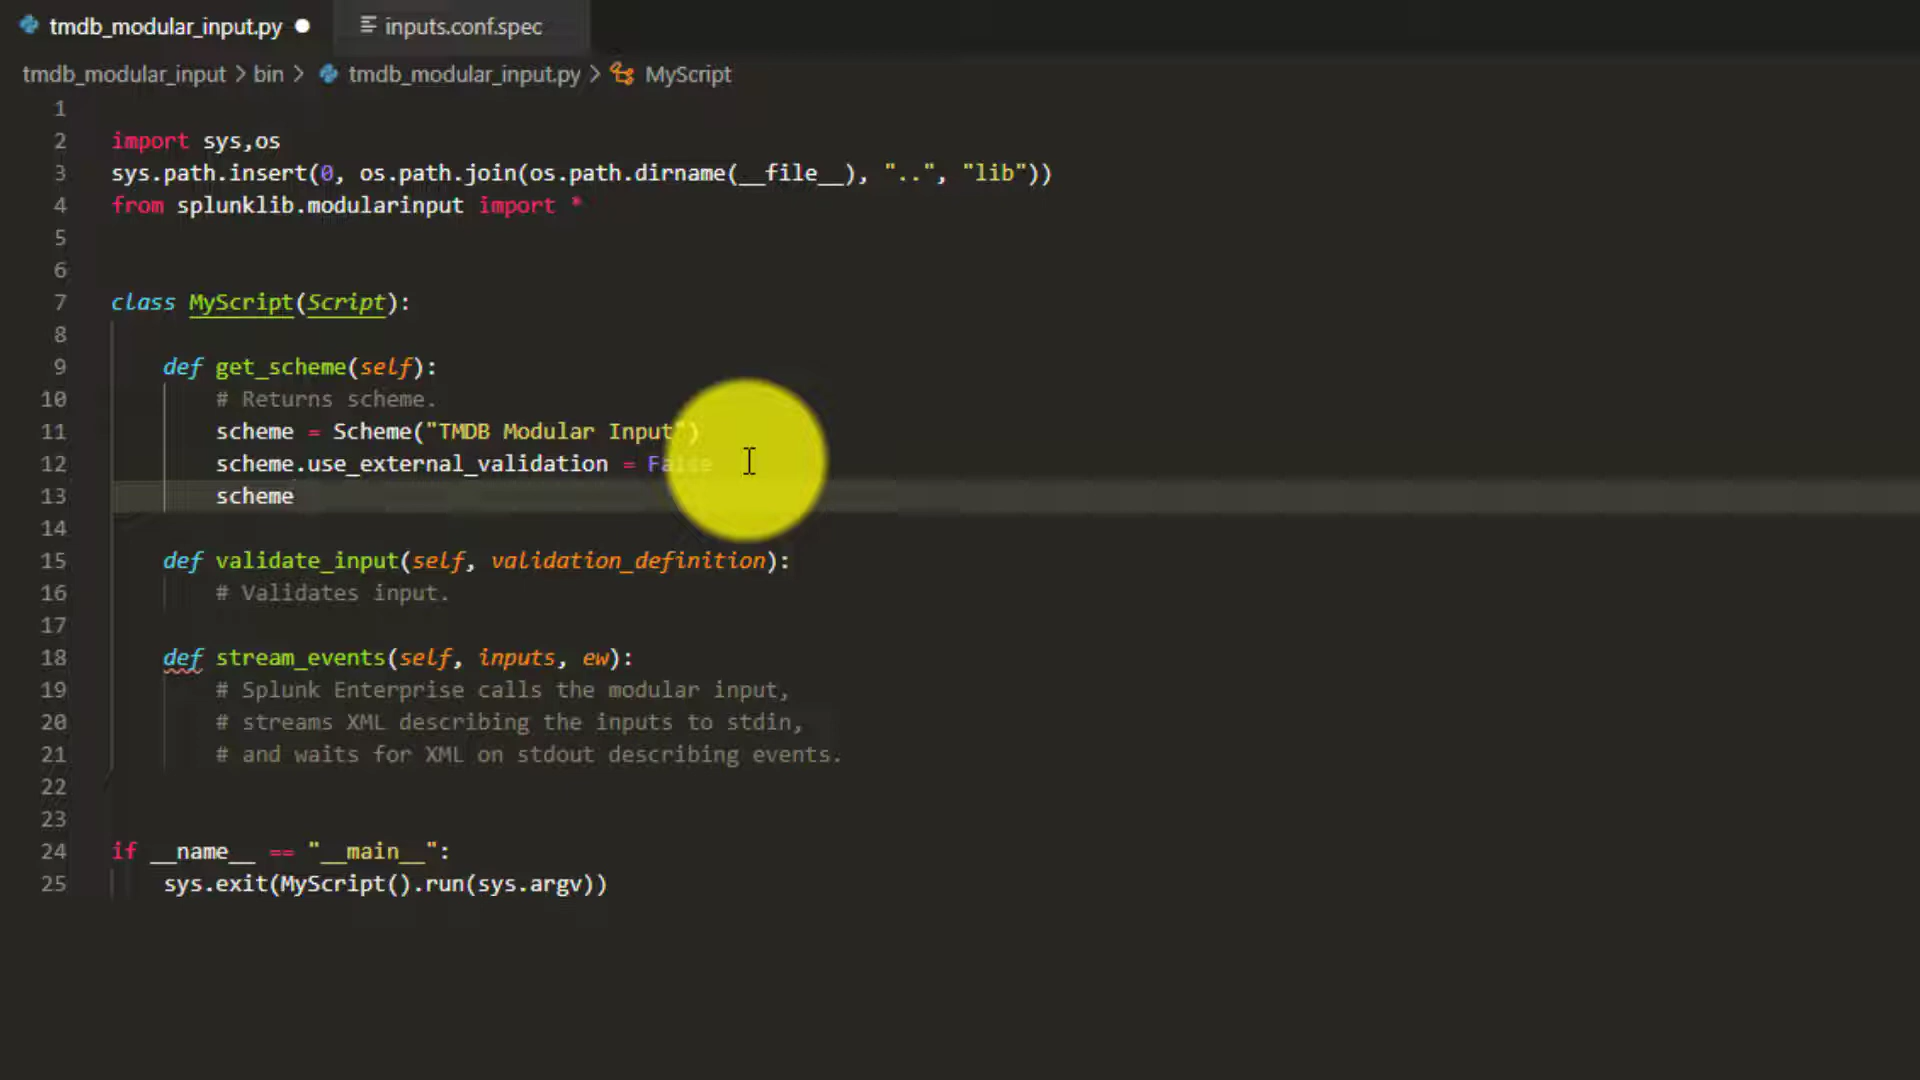 tmdb_modular_input.py
inputs.conf.spec
tmdb_modular_input > bin > tmdb_modular_input.py > MyScript
1
2 import sys,os
3 sys.path.insert(0, os.path.join(os.path.dirname(__file__), "..", "lib"))
4 from splunklib.modularinput import *
5
6
7 class MyScript(Script):
8
9 def get_scheme(self):
10 # Returns scheme.
11 scheme = Scheme("TMDB Modular Input")
12 scheme.use_external_validation = False
13 scheme
14
15 def validate_input(self, validation_definition):
16 # Validates input.
17
18 def stream_events(self, inputs, ew):
19 # Splunk Enterprise calls the modular input,
20 # streams XML describing the inputs to stdin,
21 # and waits for XML on stdout describing events.
22
23
24 if __name__ == "__main__":
25 sys.exit(MyScript().run(sys.argv))